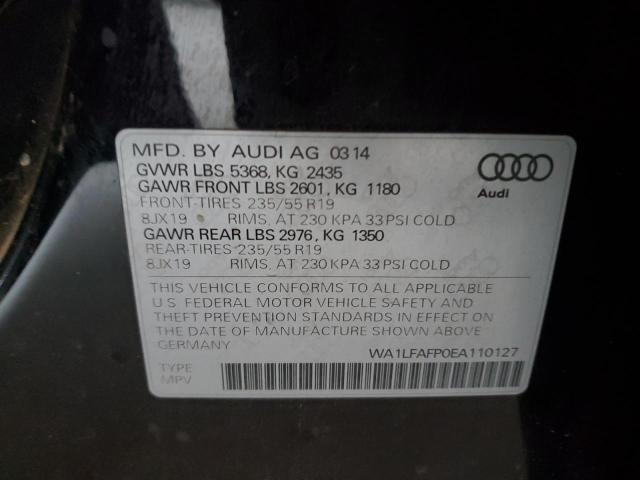 MFD. BY AUDI AG 0314
GVWR LBS 5368, KG 2435
GAWR FRONT LBS 2601, KG 1180
FRONT-TIRES 235/55 R19
8JX19 RIMS, AT 230 KPA 33 PSI COLD
GAWR REAR LBS 2976, KG 1350
REAR-TIRES 235/55 R19
8JX19 RIMS, AT 230 KPA 33 PSI COLD
Audi
THIS VEHICLE CONFORMS TO ALL APPLICABLE
U.S. FEDERAL MOTOR VEHICLE SAFETY AND
THEFT PREVENTION STANDARDS IN EFFECT ON
THE DATE OF MANUFACTURE SHOWN ABOVE.
GERMANY
WA1LFAFP0EA110127
TYPE
MPV